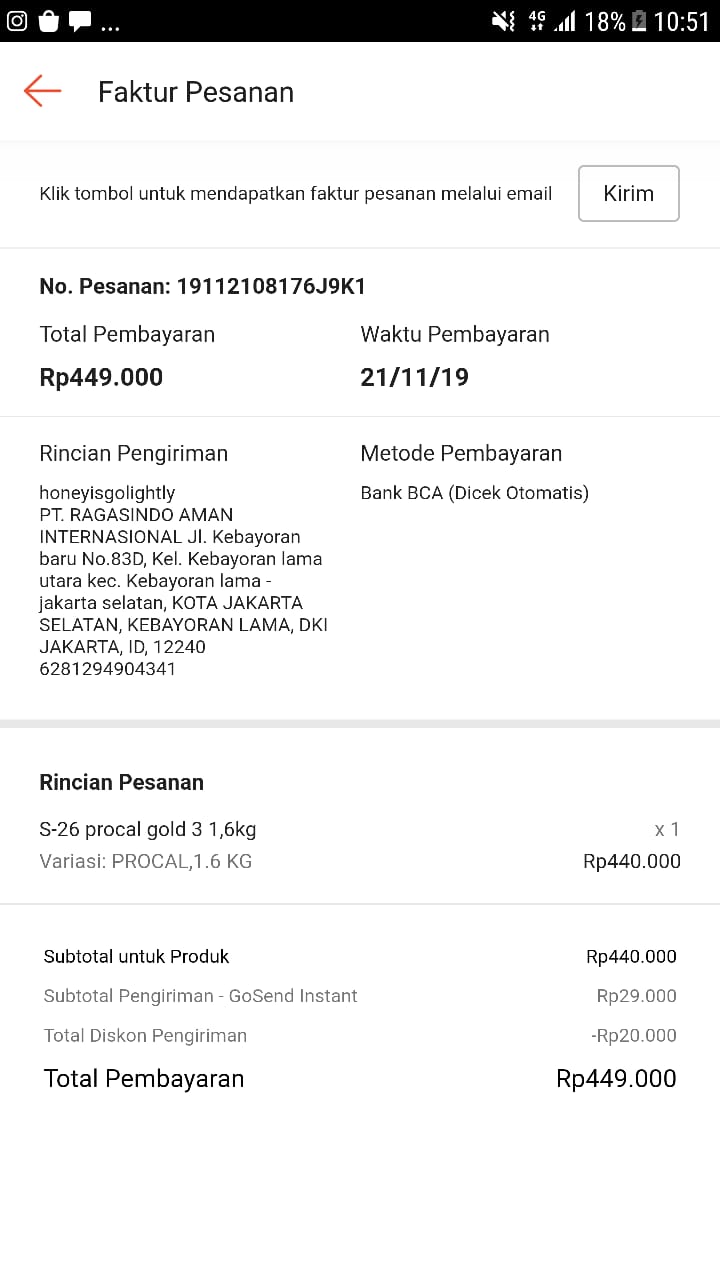 4G 18% 10:51
Faktur Pesanan
Klik tombol untuk mendapatkan faktur pesanan melalui email Kirim
No. Pesanan: 19112108176J9K1
Total Pembayaran Waktu Pembayaran
Rp449.000 21/11/19
Rincian Pengiriman Metode Pembayaran
honeyisgolightly Bank BCA (Dicek Otomatis)
PT. RAGASINDO AMAN
INTERNASIONAL Jl. Kebayoran
baru No.83D, Kel. Kebayoran lama
utara kec. Kebayoran lama -
jakarta selatan, KOTA JAKARTA
SELATAN, KEBAYORAN LAMA, DKI
JAKARTA, ID, 12240
6281294904341
Rincian Pesanan
S-26 procal gold 3 1,6kg x 1
Variasi: PROCAL,1.6 KG Rp440.000
Subtotal untuk Produk Rp440.000
Subtotal Pengiriman - GoSend Instant Rp29.000
Total Diskon Pengiriman -Rp20.000
Total Pembayaran Rp449.000